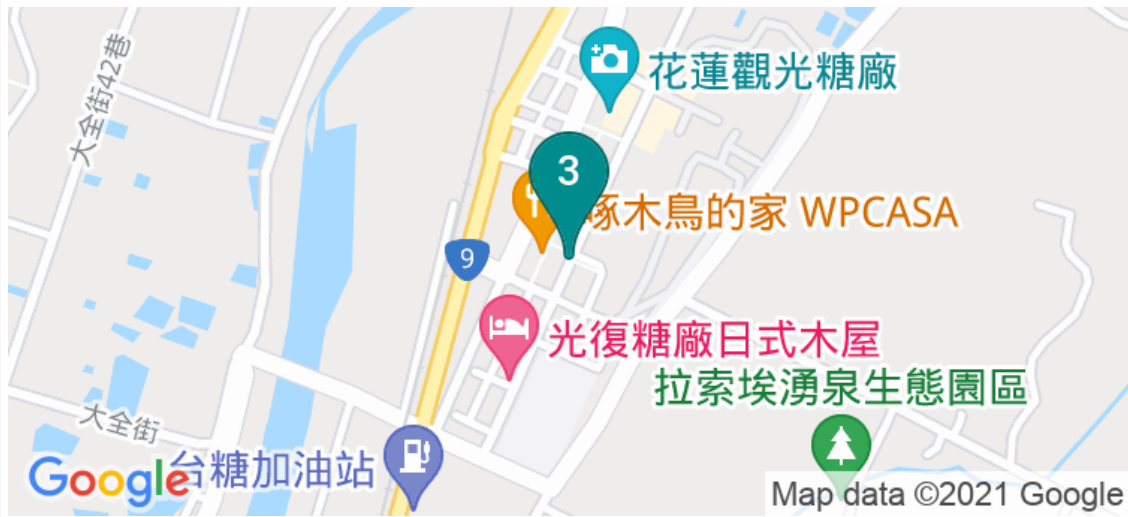 大全街42巷
花蓮觀光糖廠
3
啄木鳥的家 WPCASA
9
光復糖廠日式木屋
拉索埃湧泉生態園區
大全街
台糖加油站
Google
Map data ©2021 Google